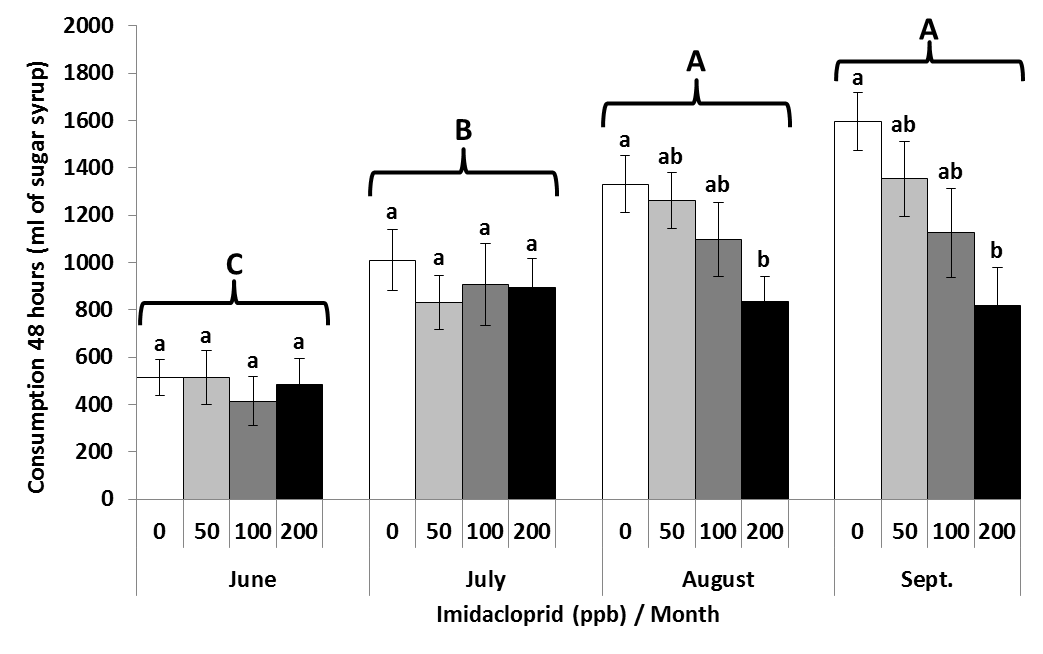 2000
1800
1600
1400
1200
1000
800
600
400
200
0
Consumption 48 hours (ml of sugar syrup)
C
a a a a
B
a a a a
A
a ab ab b
A
a ab ab b
0 50 100 200 0 50 100 200 0 50 100 200 0 50 100 200
June July August Sept.
Imidacloprid (ppb) / Month